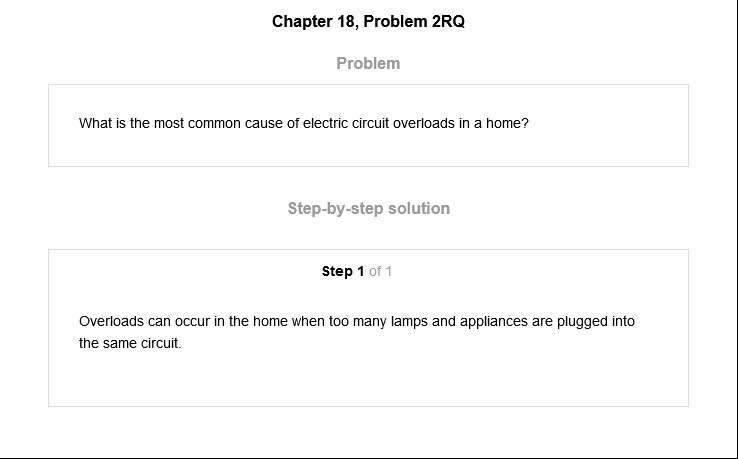 Chapter 18, Problem 2RQ
Problem
What is the most common cause of electric circuit overloads in a home?
Step-by-step solution
Step 1 of 1
Overloads can occur in the home when too many lamps and appliances are plugged into
the same circuit.